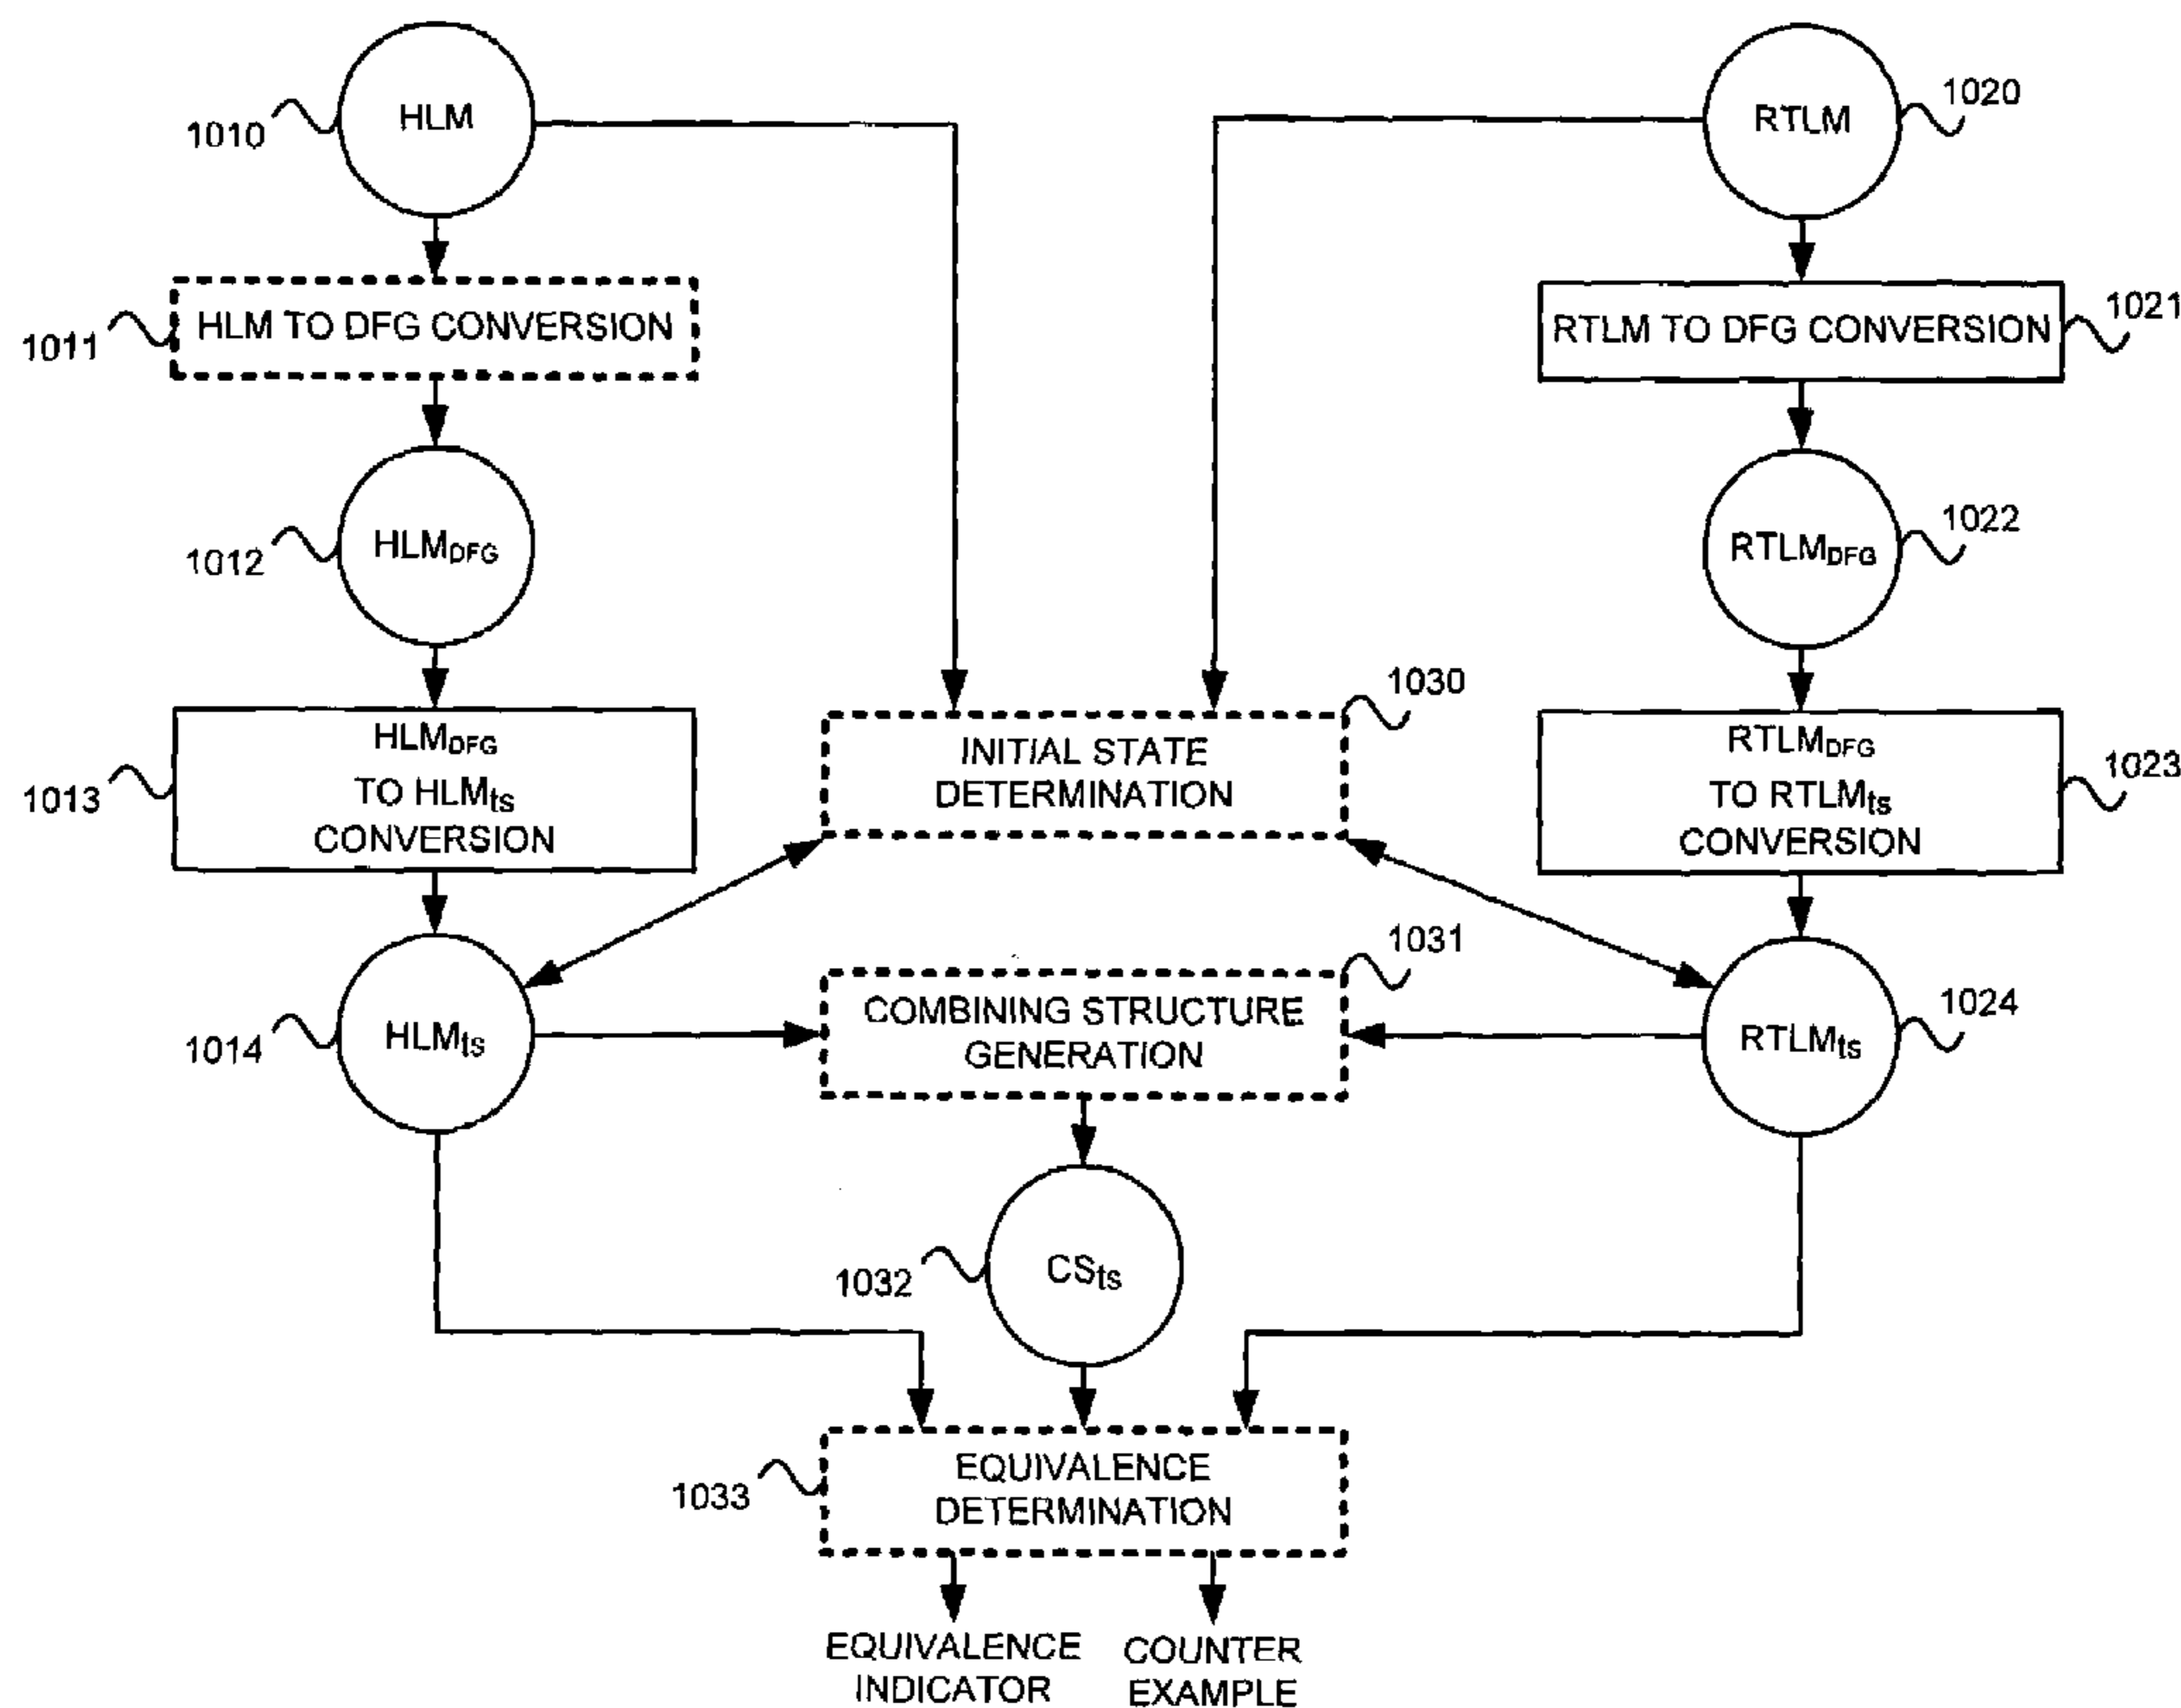 HLM
1010
RTLM
1020
HLM TO DFG CONVERSION
1011
RTLM TO DFG CONVERSION
1021
HLMDFG
1012
RTLMDFG
1022
HLMDFG
TO HLMts
CONVERSION
1013
INITIAL STATE
DETERMINATION
1030
RTLMDFG
TO RTLMts
CONVERSION
1023
HLMts
1014
COMBINING STRUCTURE
GENERATION
1031
RTLMts
1024
CSts
1032
EQUIVALENCE
DETERMINATION
1033
EQUIVALENCE
INDICATOR
COUNTER
EXAMPLE